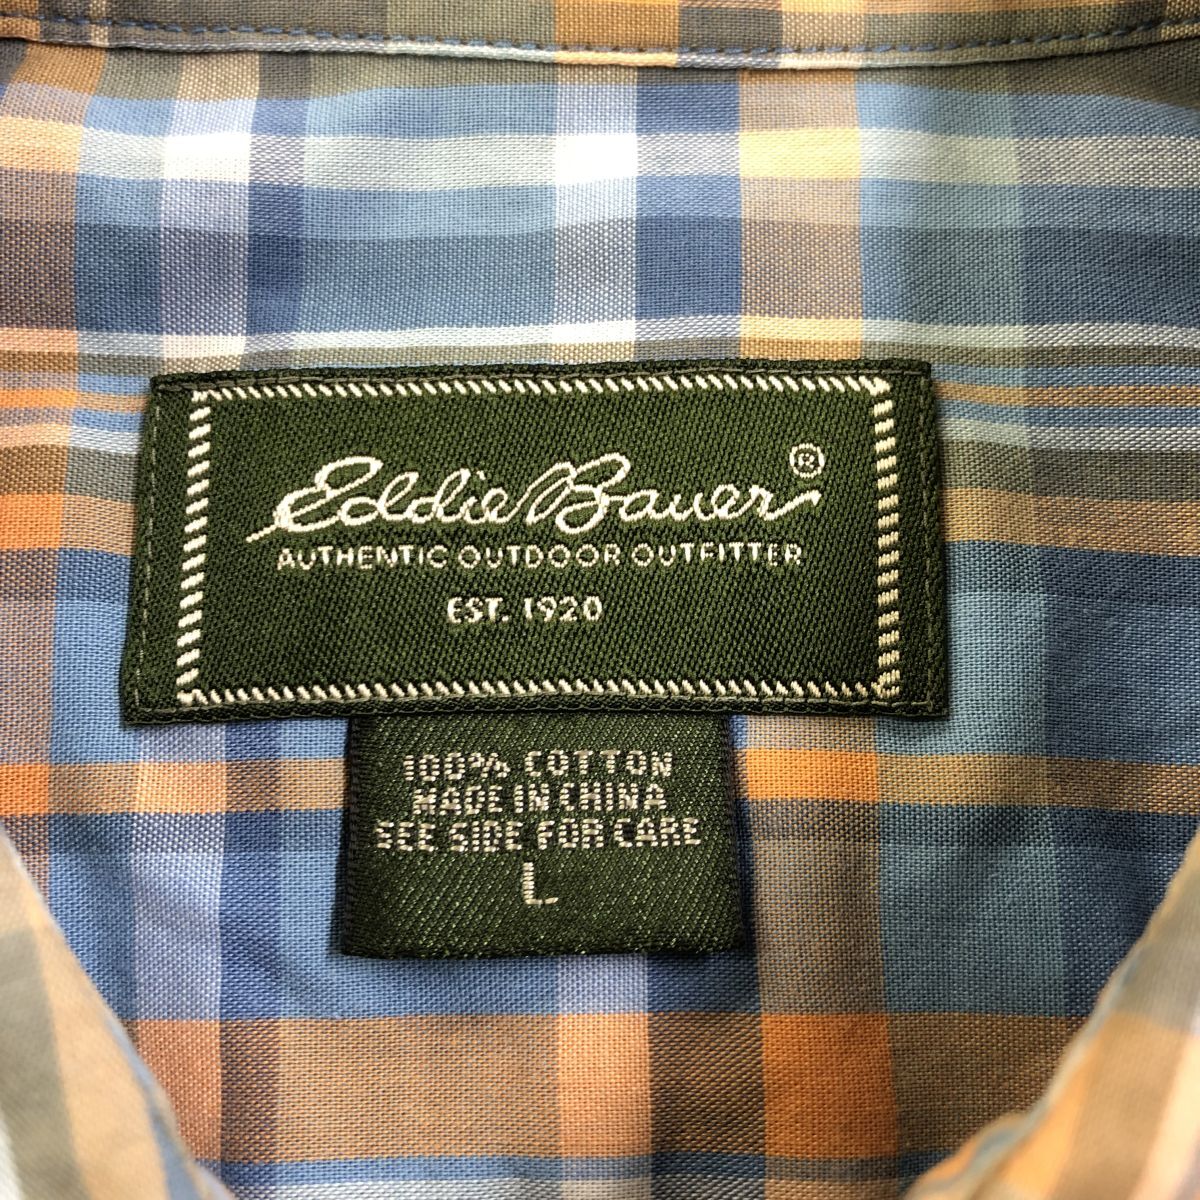 Eddie Bauer®
AUTHENTIC OUTDOOR OUTFITTER
EST. 1920
100% COTTON
MADE IN CHINA
SEE SIDE FOR CARE
L